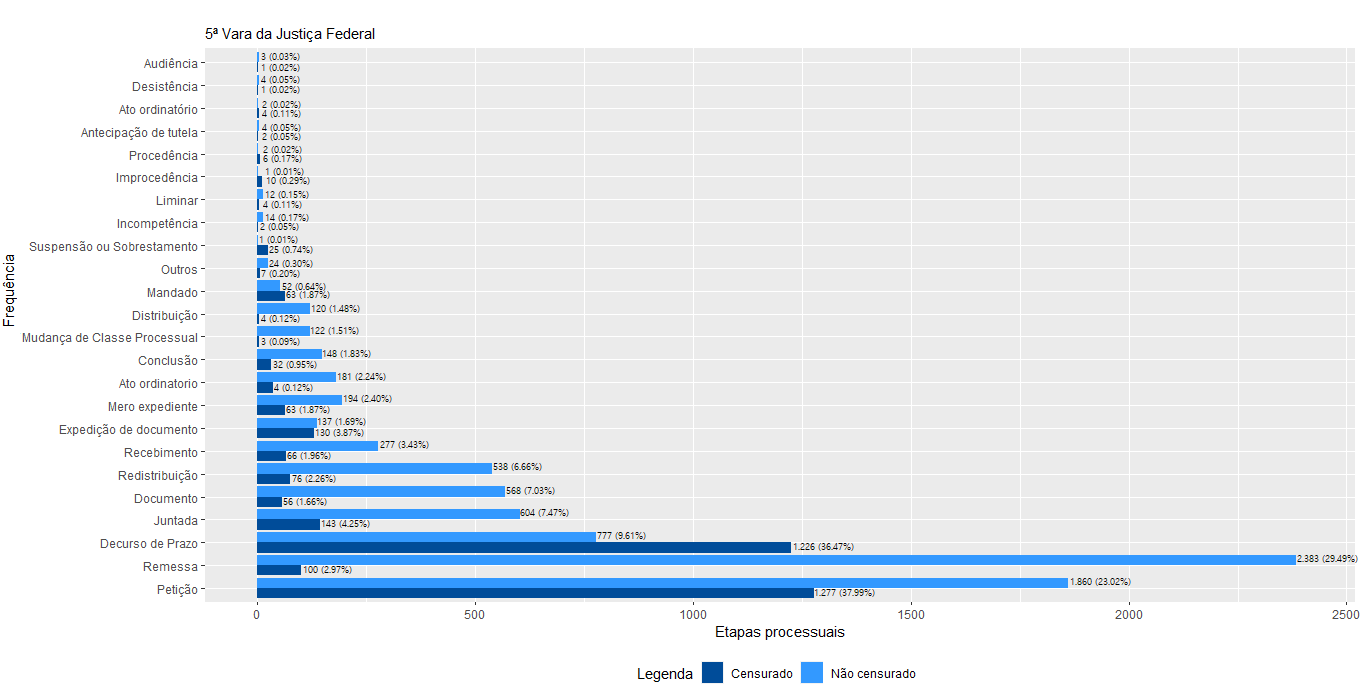 5ª Vara da Justiça Federal
Frequência
Audiência
3 (0.03%)
1 (0.02%)
Desistência
4 (0.05%)
1 (0.02%)
Ato ordinatório
2 (0.02%)
4 (0.11%)
Antecipação de tutela
4 (0.05%)
2 (0.05%)
Procedência
2 (0.02%)
6 (0.17%)
Improcedência
1 (0.01%)
10 (0.29%)
Liminar
12 (0.15%)
4 (0.11%)
Incompetência
14 (0.17%)
2 (0.05%)
Suspensão ou Sobrestamento
1 (0.01%)
25 (0.74%)
Outros
24 (0.30%)
7 (0.20%)
Mandado
52 (0.64%)
63 (1.87%)
Distribuição
120 (1.48%)
4 (0.12%)
Mudança de Classe Processual
122 (1.51%)
3 (0.09%)
Conclusão
148 (1.83%)
32 (0.95%)
Ato ordinatorio
181 (2.24%)
4 (0.12%)
Mero expediente
194 (2.40%)
63 (1.87%)
Expedição de documento
137 (1.69%)
130 (3.87%)
Recebimento
277 (3.43%)
66 (1.96%)
Redistribuição
538 (6.66%)
76 (2.26%)
Documento
568 (7.03%)
56 (1.66%)
Juntada
604 (7.47%)
143 (4.25%)
Decurso de Prazo
777 (9.61%)
1.226 (36.47%)
Remessa
2.383 (29.49%)
100 (2.97%)
Petição
1.860 (23.02%)
1.277 (37.99%)
0 500 1000 1500 2000 2500
Etapas processuais
Legenda Censurado Não censurado